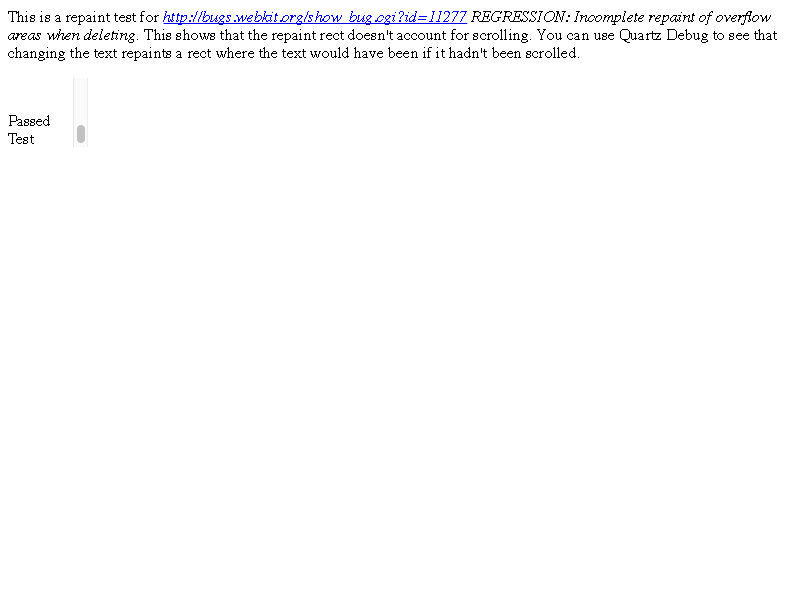 This is a repaint test for http://bugs.webkit.org/show_bug.cgi?id=11277 REGRESSION: Incomplete repaint of overflow
areas when deleting. This shows that the repaint rect doesn't account for scrolling. You can use Quartz Debug to see that
changing the text repaints a rect where the text would have been if it hadn't been scrolled.
Passed
Test